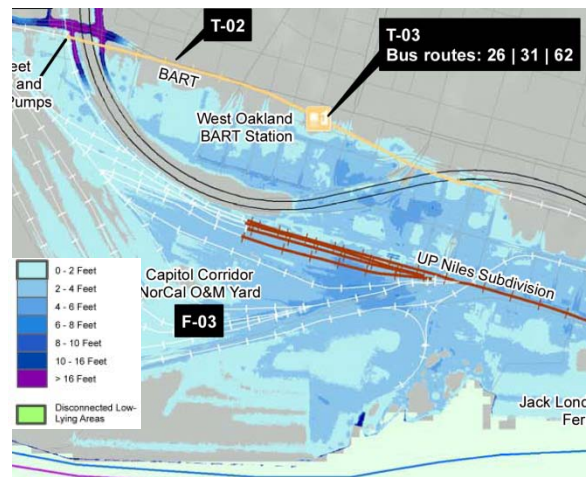 T-02
T-03
Bus routes: 26 | 31 | 62
eet
and
Pumps
BART
West Oakland
BART Station
UP Niles Subdivision
Capitol Corridor
NorCal O&M Yard
F-03
0 - 2 Feet
2 - 4 Feet
4 - 6 Feet
6 - 8 Feet
8 - 10 Feet
10 - 16 Feet
> 16 Feet
Disconnected Low-
Lying Areas
Jack Lond
Fer